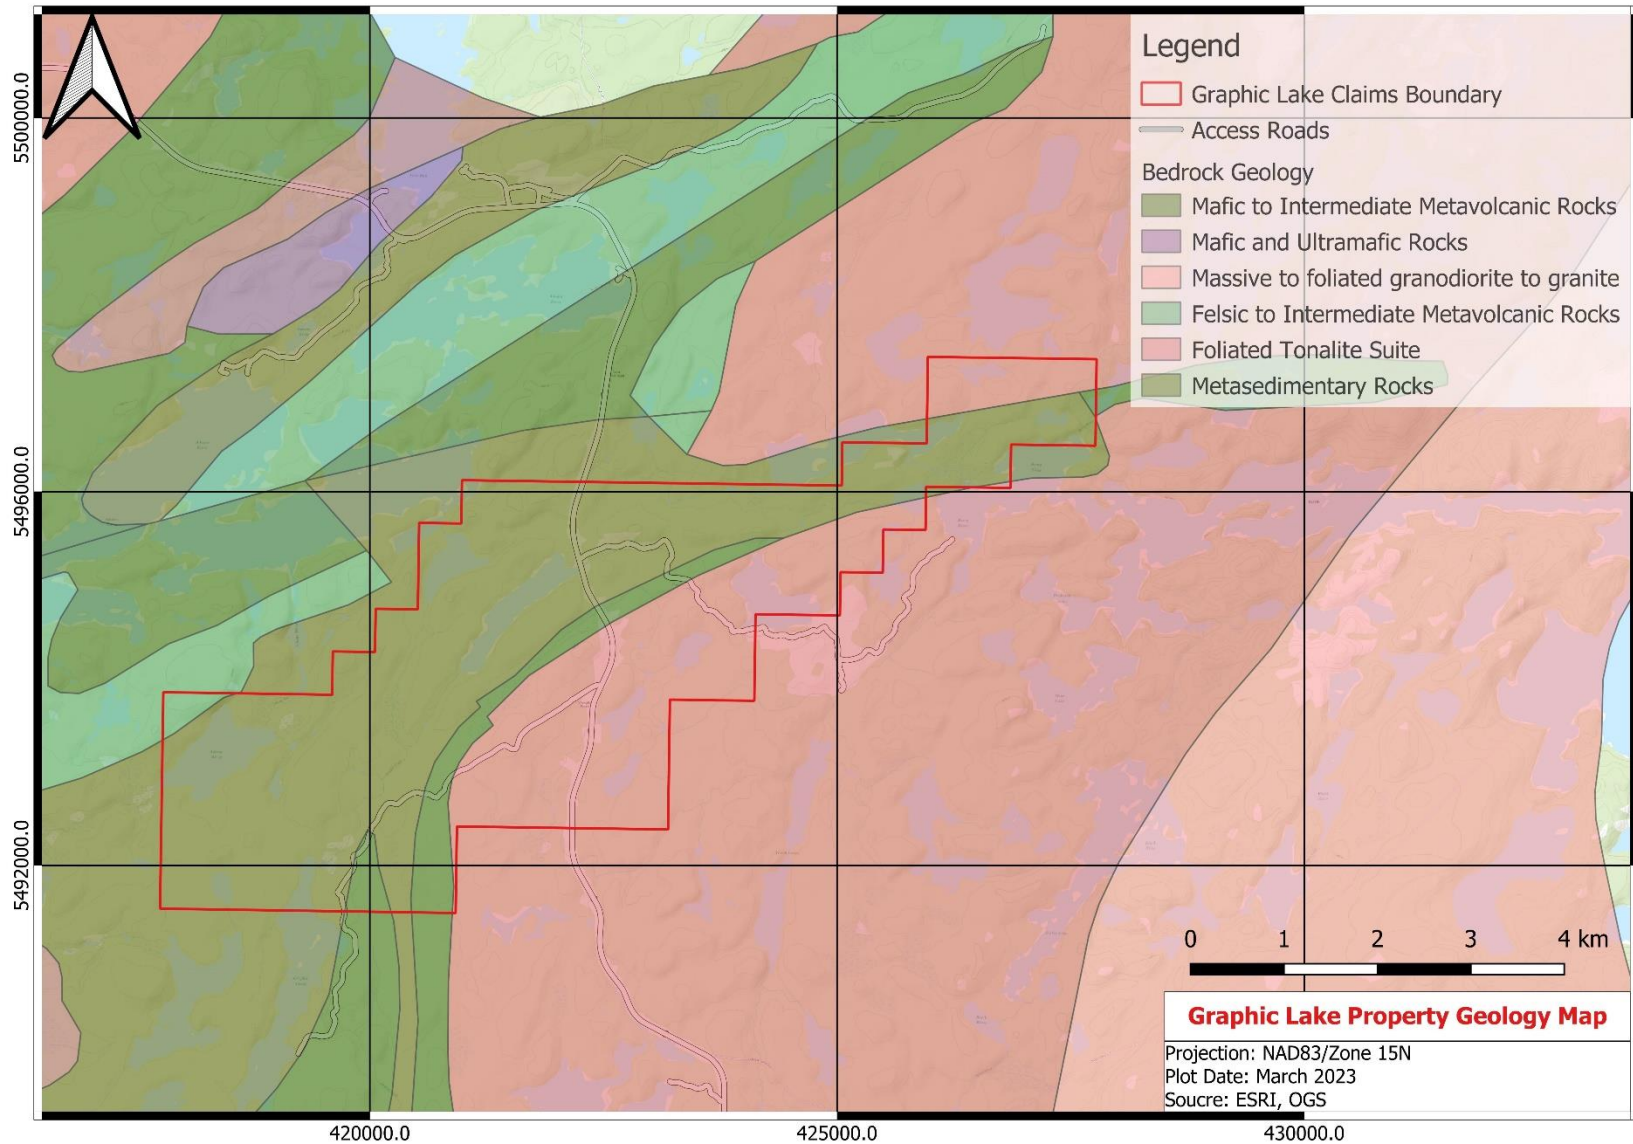 Legend
Graphic Lake Claims Boundary
Access Roads
Bedrock Geology
Mafic to Intermediate Metavolcanic Rocks
Mafic and Ultramafic Rocks
Massive to foliated granodiorite to granite
Felsic to Intermediate Metavolcanic Rocks
Foliated Tonalite Suite
Metasedimentary Rocks
5500000.0
5496000.0
5492000.0
0 1 2 3 4 km
Graphic Lake Property Geology Map
Projection: NAD83/Zone 15N
Plot Date: March 2023
Soucre: ESRI, OGS
420000.0 425000.0 430000.0